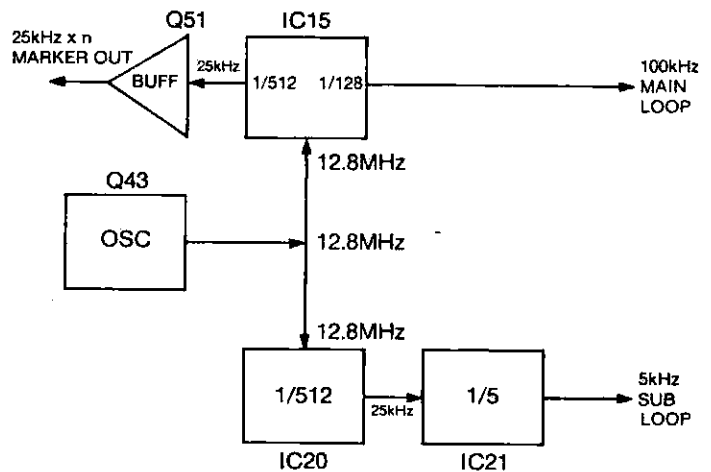 Q51
IC15
25kHz x n
MARKER OUT
BUFF
25kHz
1/512
1/128
100kHz
MAIN
LOOP
12.8MHz
Q43
OSC
12.8MHz
12.8MHz
1/512
25kHz
1/5
5kHz
SUB
LOOP
IC20
IC21